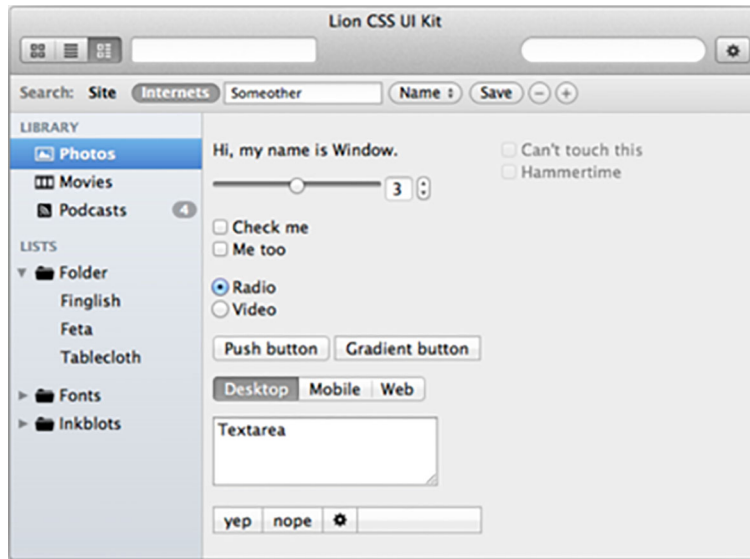 Lion CSS UI Kit
Search: Site Internets Someother Name Save
LIBRARY
Photos
Movies
Podcasts 4
LISTS
Folder
Finglish
Feta
Tablecloth
Fonts
Inkblots
Hi, my name is Window.
3
Check me
Me too
Radio
Video
Push button Gradient button
Desktop Mobile Web
Textarea
yep nope
Can't touch this
Hammertime